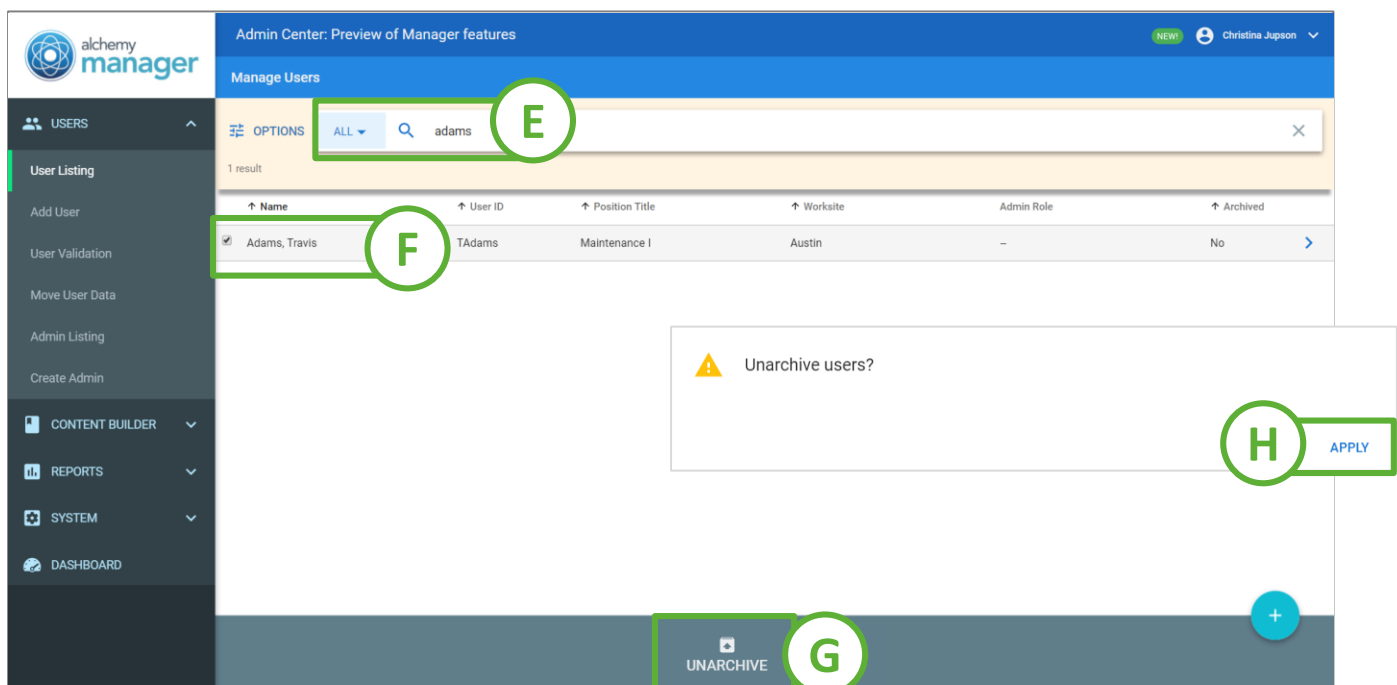 alchemy
manager
Admin Center: Preview of Manager features
NEW! Christina Jupson
Manage Users
USERS
User Listing
Add User
User Validation
Move User Data
Admin Listing
Create Admin
CONTENT BUILDER
REPORTS
SYSTEM
DASHBOARD
OPTIONS ALL adams E
1 result
Name User ID Position Title Worksite Admin Role Archived
Adams, Travis F TAdams Maintenance I Austin – No
Unarchive users?
H APPLY
+
UNARCHIVE G